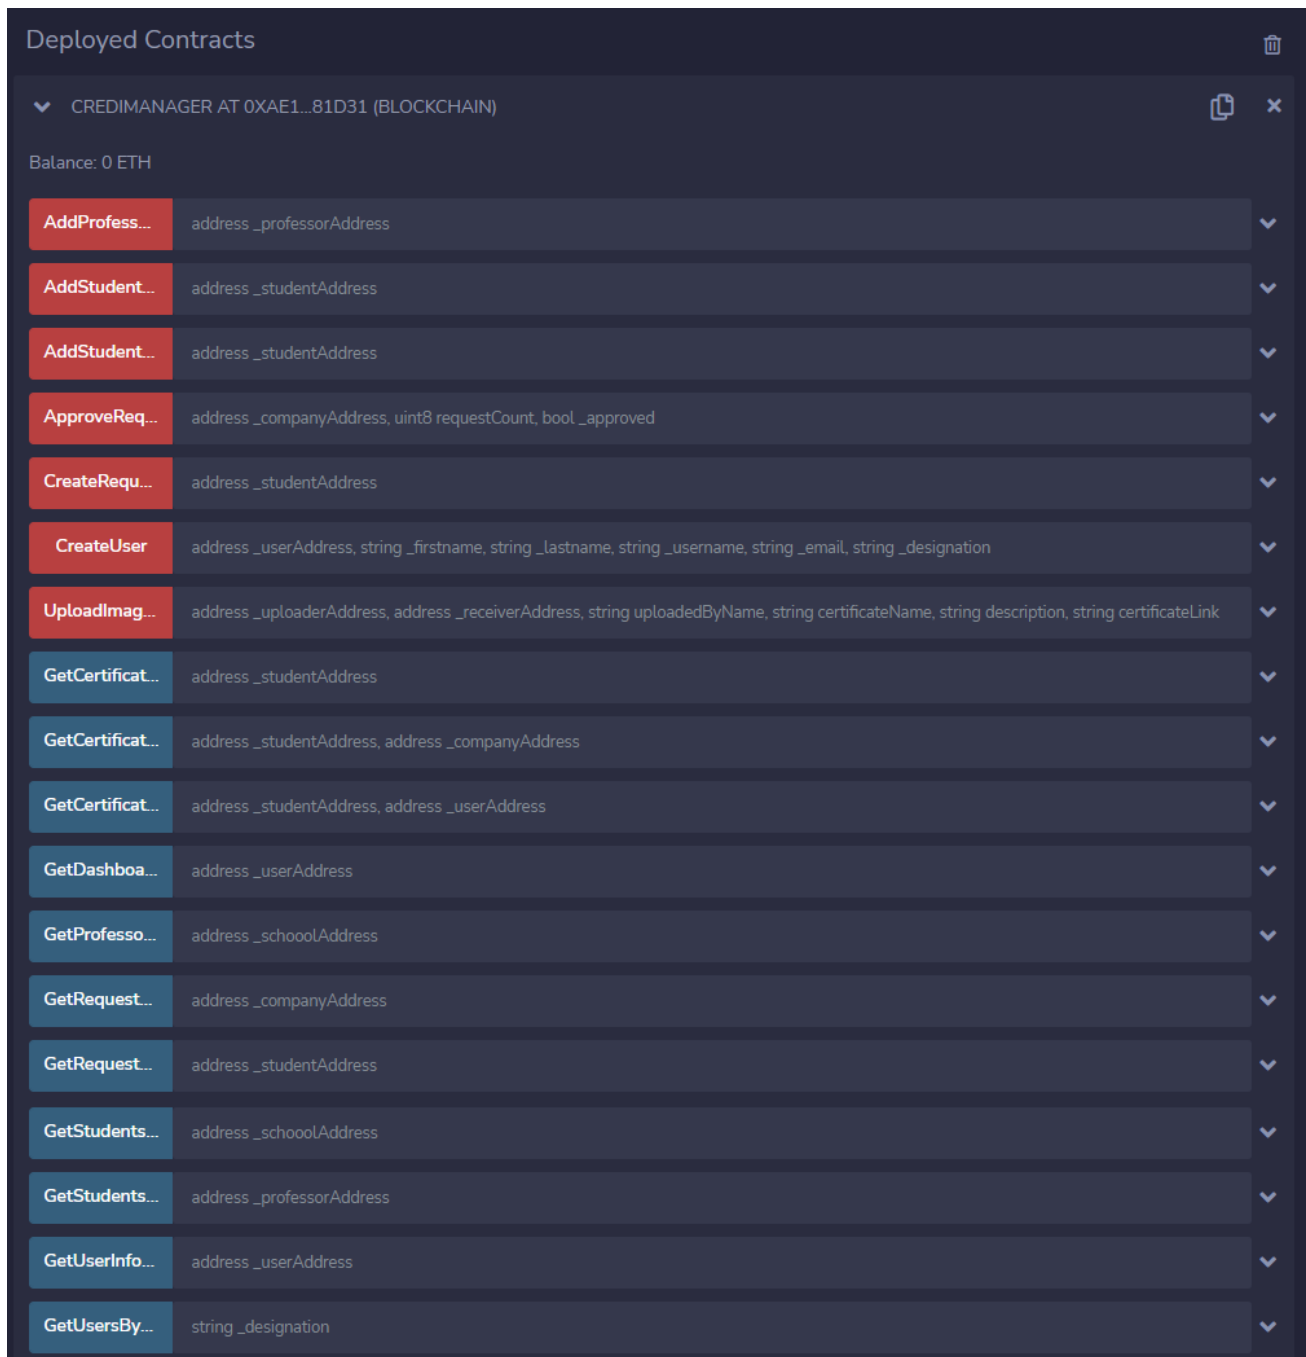 Deployed Contracts
CREDIMANAGER AT 0XAE1...81D31 (BLOCKCHAIN)
Balance: 0 ETH
AddProfess... address _professorAddress
AddStudent... address _studentAddress
AddStudent... address _studentAddress
ApproveReq... address _companyAddress, uint8 requestCount, bool _approved
CreateRequ... address _studentAddress
CreateUser address _userAddress, string _firstname, string _lastname, string _username, string _email, string _designation
UploadImag... address _uploaderAddress, address _receiverAddress, string uploadedByName, string certificateName, string description, string certificateLink
GetCertificat... address _studentAddress
GetCertificat... address _studentAddress, address _companyAddress
GetCertificat... address _studentAddress, address _userAddress
GetDashboa... address _userAddress
GetProfesso... address _schooolAddress
GetRequest... address _companyAddress
GetRequest... address _studentAddress
GetStudents... address _schooolAddress
GetStudents... address _professorAddress
GetUserInfo... address _userAddress
GetUsersBy... string _designation